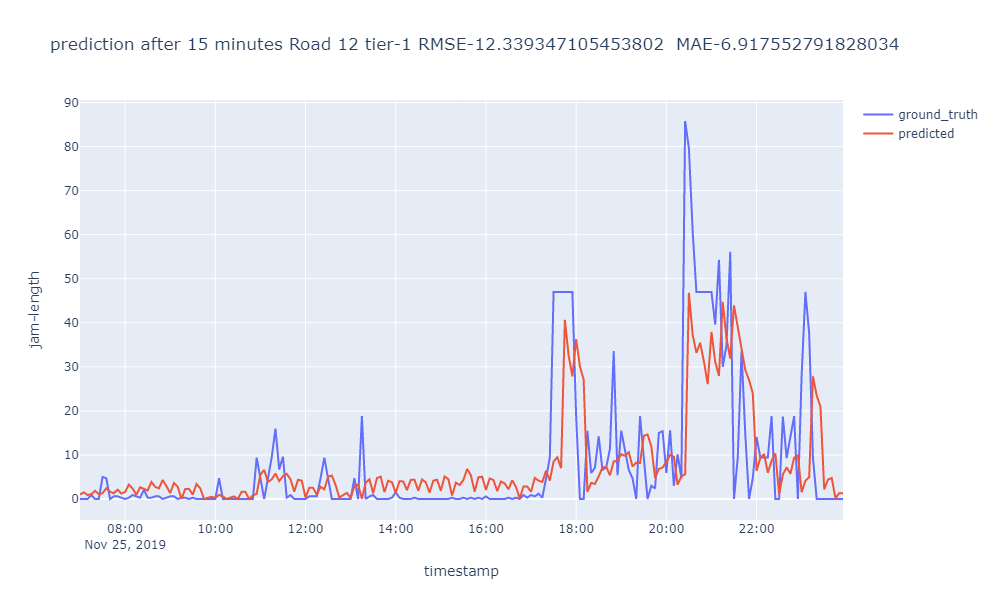 prediction after 15 minutes Road 12 tier-1 RMSE-12.339347105453802  MAE-6.917552791828034
90
80
70
60
50
40
30
20
10
0
jam-length
08:00 10:00 12:00 14:00 16:00 18:00 20:00 22:00
Nov 25, 2019
timestamp
ground_truth
predicted